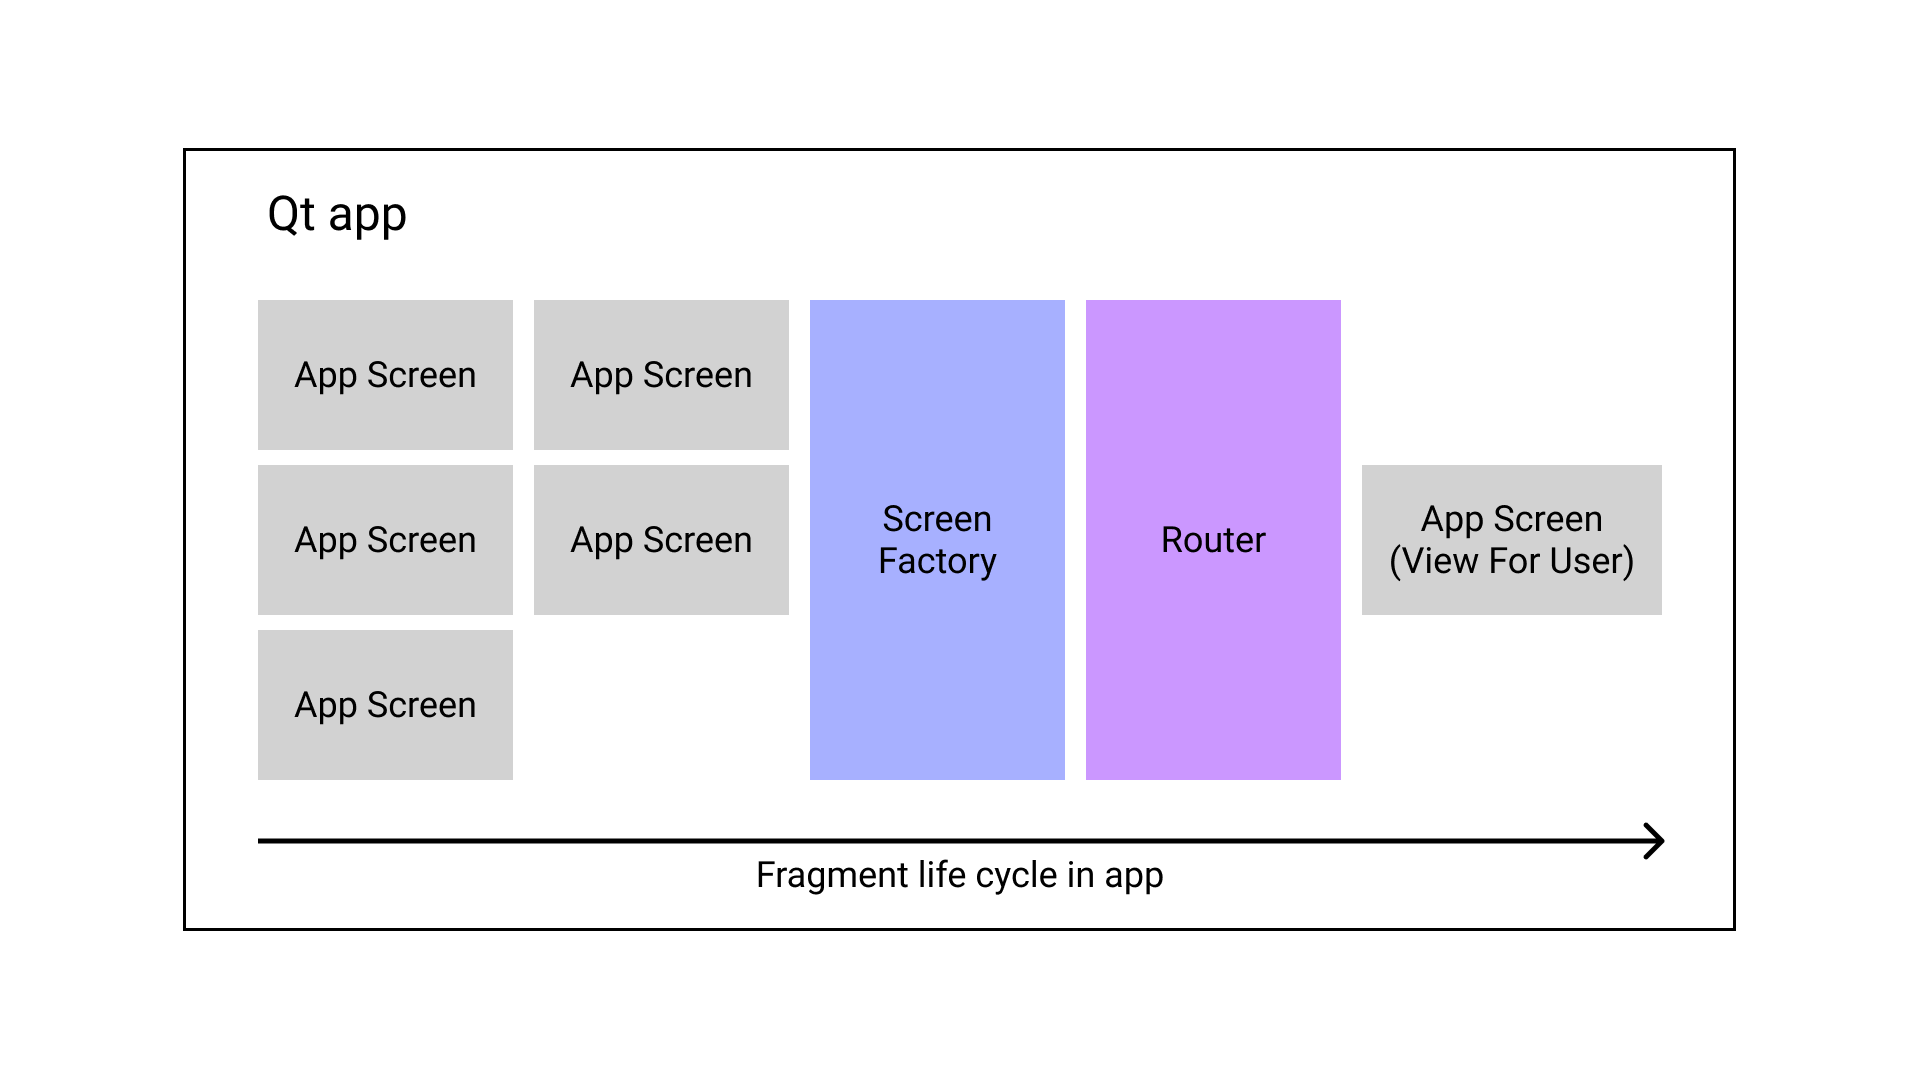 Qt app
App Screen
App Screen
App Screen
App Screen
App Screen
Screen
Factory
Router
App Screen
(View For User)
Fragment life cycle in app